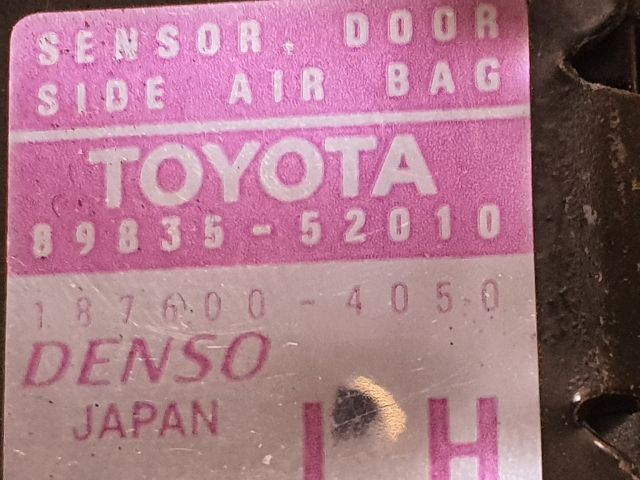 SENSOR. DOOR
SIDE AIR BAG
TOYOTA
89835-52010
187600-4050
DENSO
JAPAN
LH